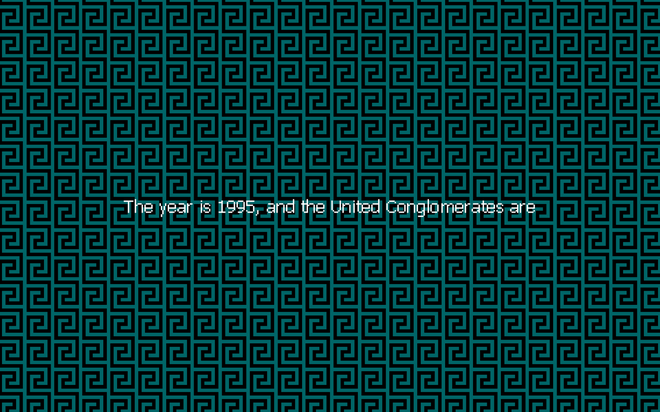 The year is 1995, and the United Conglomerates are